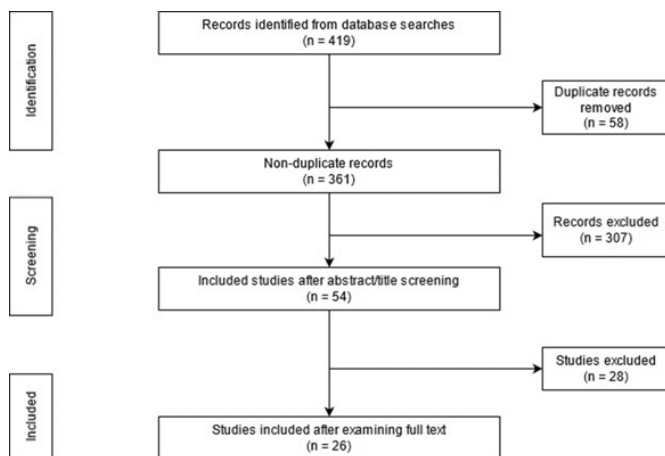 Identification
Records identified from database searches
(n = 419)
Duplicate records
removed
(n = 58)
Non-duplicate records
(n = 361)
Screening
Records excluded
(n = 307)
Included studies after abstract/title screening
(n = 54)
Studies excluded
(n = 28)
Included
Studies included after examining full text
(n = 26)